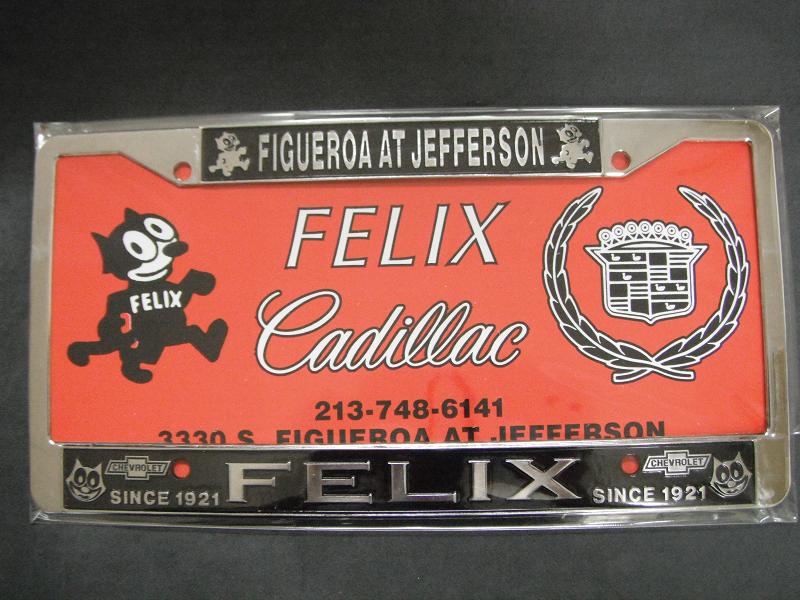 FIGUEROA AT JEFFERSON
FELIX
FELIX
Cadillac
213-748-6141
3330 S. FIGUEROA AT JEFFERSON
CHEVROLET
SINCE 1921
FELIX
CHEVROLET
SINCE 1921